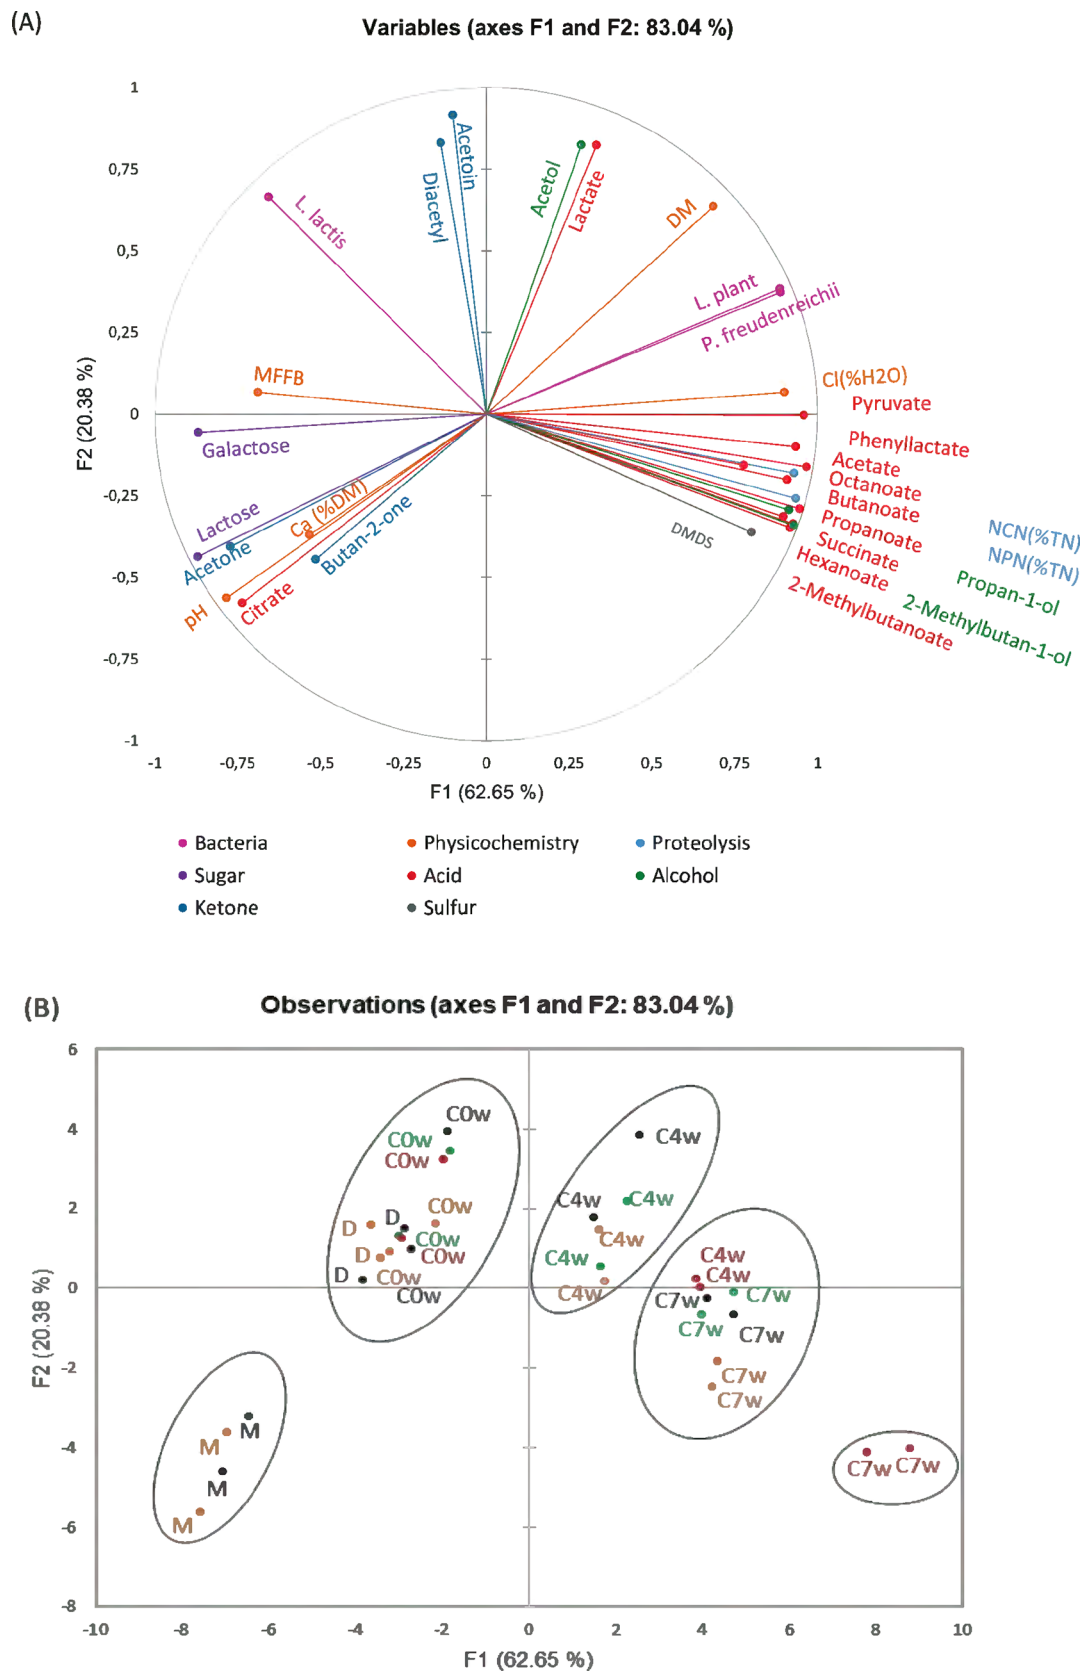 (A)
Variables (axes F1 and F2: 83.04 %)
1
0,75
0,5
0,25
0
-0,25
-0,5
-0,75
-1
F2 (20.38 %)
Acetoin
Diacetyl
L. lactis
Acetol
Lactate
DM
L. plant
P. freudenreichii
MFFB
Cl(%H2O)
Pyruvate
Galactose
Phenyllactate
Acetate
Octanoate
Butanoate
Propanoate
Succinate
Hexanoate
2-Methylbutanoate
NCN(%TN)
NPN(%TN)
Propan-1-ol
2-Methylbutan-1-ol
DMDS
Lactose
Ca (%DM)
Acetone
Butan-2-one
pH
Citrate
-1 -0,75 -0,5 -0,25 0 0,25 0,5 0,75 1
F1 (62.65 %)
Bacteria Physicochemistry Proteolysis
Sugar Acid Alcohol
Ketone Sulfur
(B)
Observations (axes F1 and F2: 83.04 %)
6
4
2
0
-2
-4
-6
-8
F2 (20.38 %)
C0w
C0w
C0w
C0w
D
D
C0w
D
C0w
C0w
D
C0w
C4w
C4w
C4w
C4w
C4w
C4w
C4w
C4w
C7w
C7w
C7w
C7w
C7w
C7w
M
M
M
M
C7w C7w
-10 -8 -6 -4 -2 0 2 4 6 8 10
F1 (62.65 %)